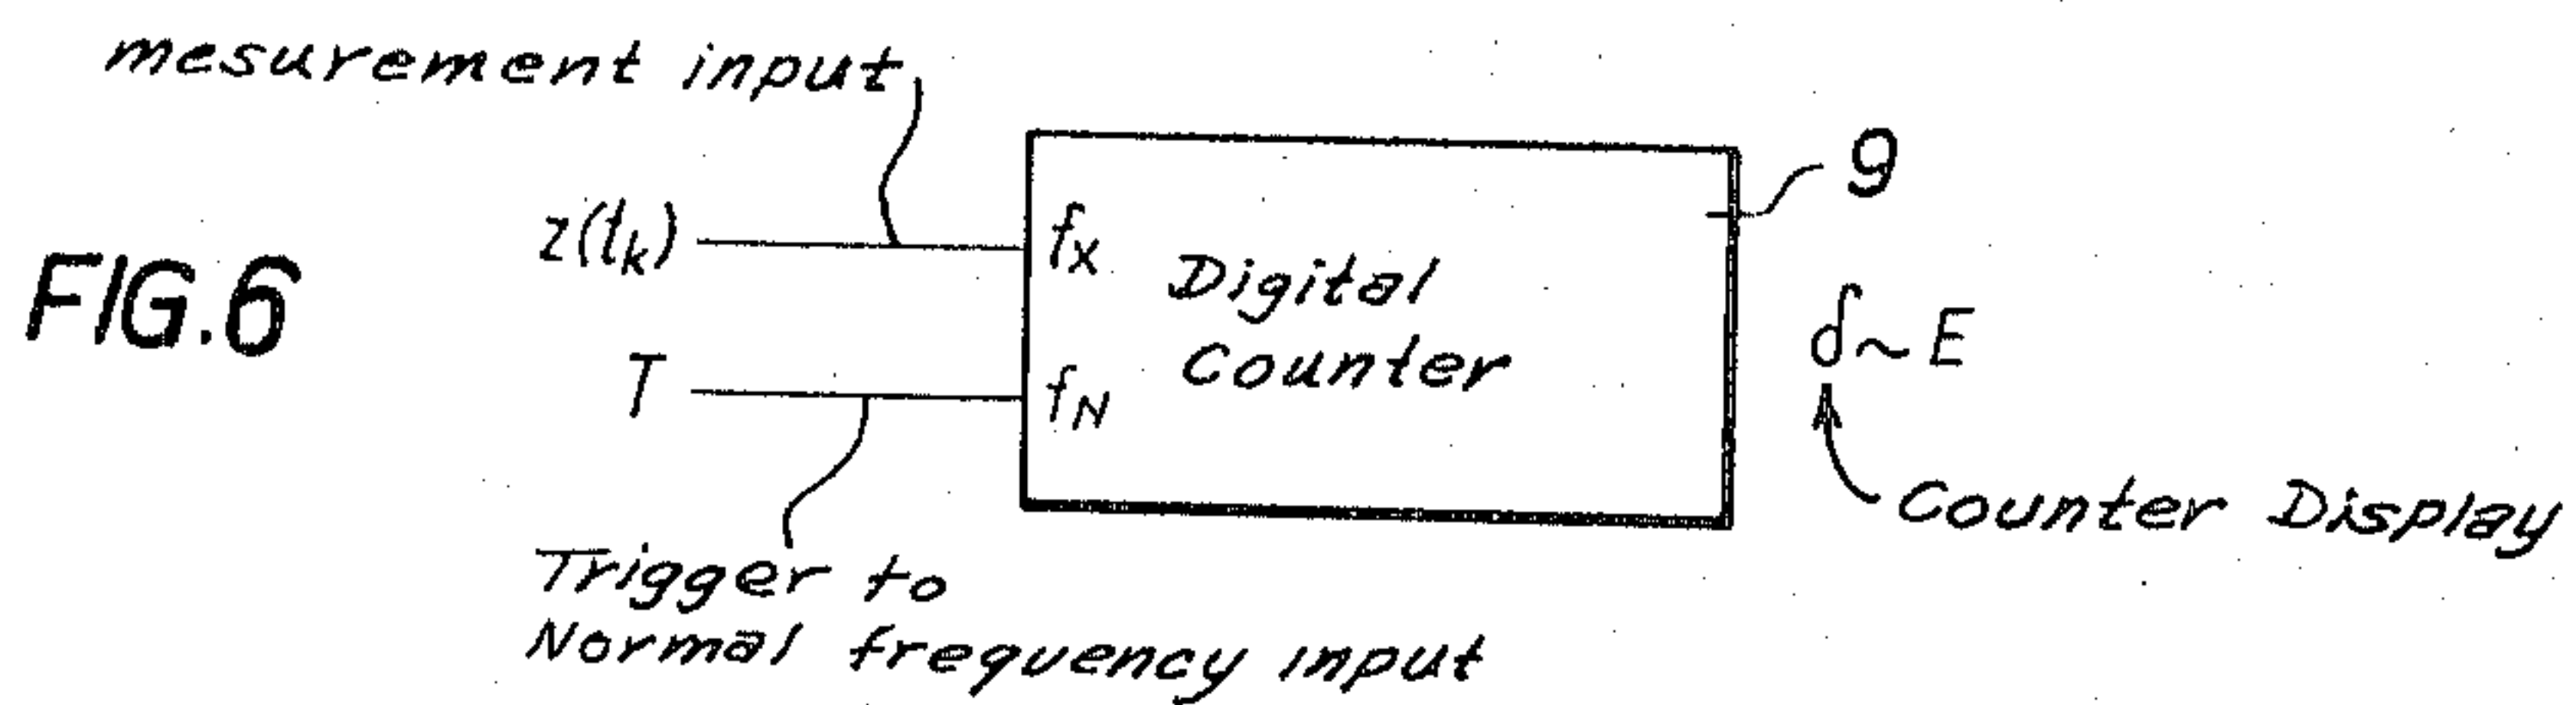 mesurement input
9
z(tk)
fx
Digital
FIG.6
δ~E
Counter
T
fN
Counter Display
Trigger to
Normal frequency input